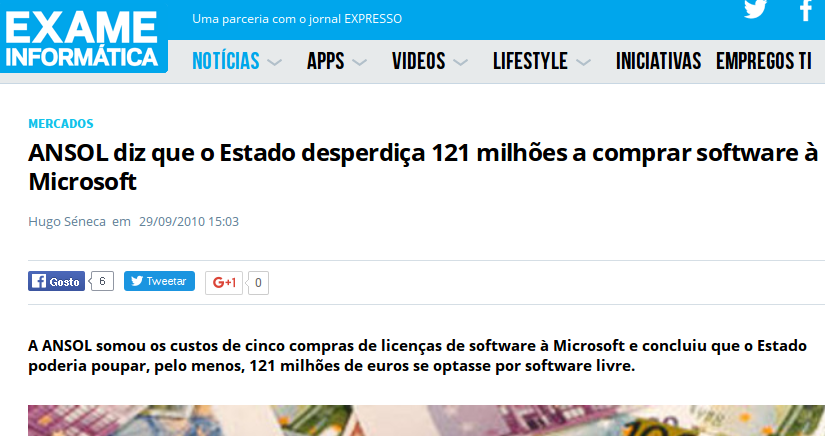 EXAME
INFORMÁTICA
Uma parceria com o jornal EXPRESSO
NOTÍCIAS APPS VIDEOS LIFESTYLE INICIATIVAS EMPREGOS TI
MERCADOS
ANSOL diz que o Estado desperdiça 121 milhões a comprar software à
Microsoft
Hugo Séneca em 29/09/2010 15:03
Gosto 6 Tweetar G+1 0
A ANSOL somou os custos de cinco compras de licenças de software à Microsoft e concluiu que o Estado
poderia poupar, pelo menos, 121 milhões de euros se optasse por software livre.